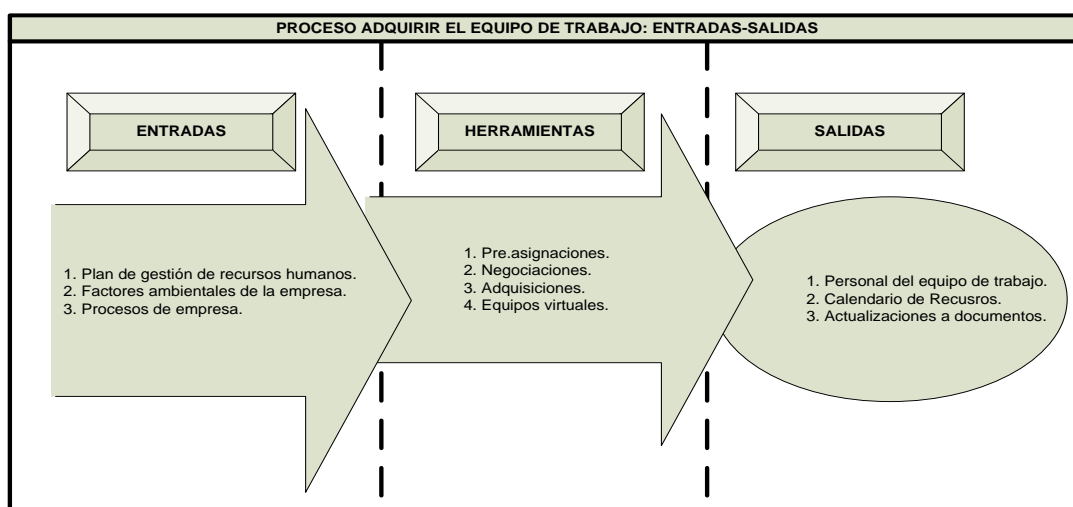 PROCESO ADQUIRIR EL EQUIPO DE TRABAJO: ENTRADAS-SALIDAS
ENTRADAS
1. Plan de gestión de recursos humanos.
2. Factores ambientales de la empresa.
3. Procesos de empresa.
HERRAMIENTAS
1. Pre.asignaciones.
2. Negociaciones.
3. Adquisiciones.
4. Equipos virtuales.
SALIDAS
1. Personal del equipo de trabajo.
2. Calendario de Recusros.
3. Actualizaciones a documentos.